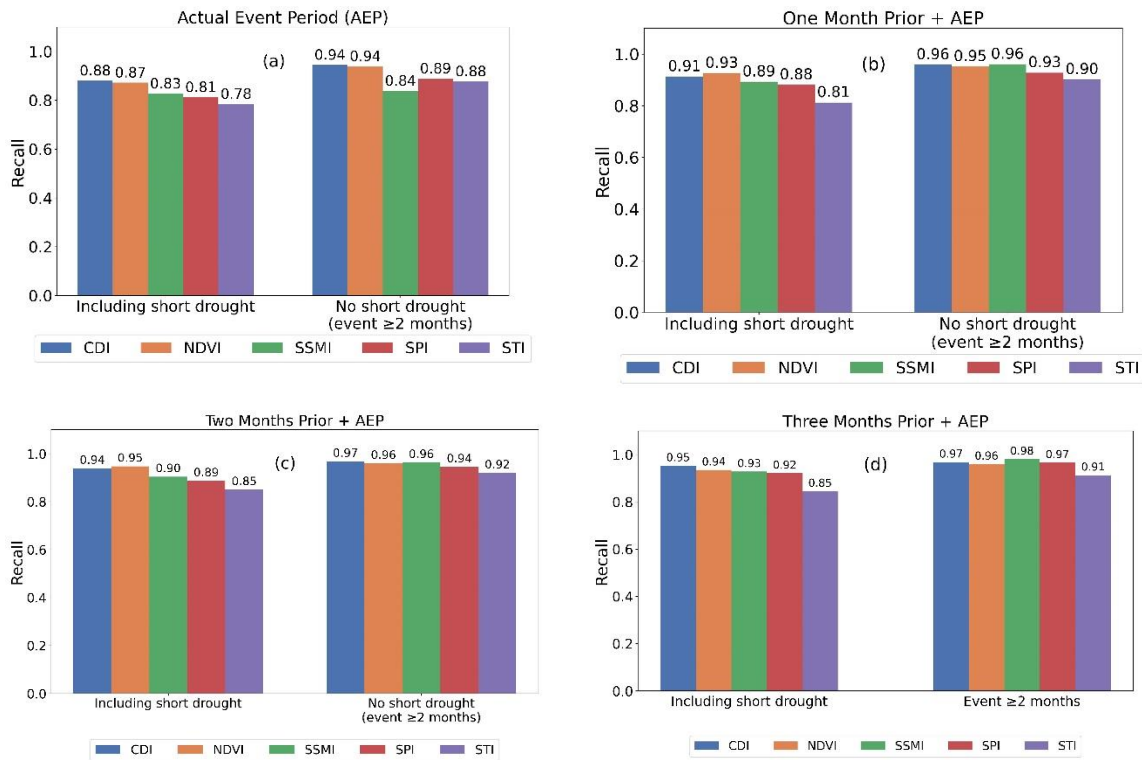 Actual Event Period (AEP)
(a)
Recall
1.0
0.8
0.6
0.4
0.2
0.0
0.88 0.87 0.83 0.81 0.78
0.94 0.94 0.84 0.89 0.88
Including short drought
No short drought
(event ≥2 months)
CDI NDVI SSMI SPI STI
One Month Prior + AEP
(b)
Recall
1.0
0.8
0.6
0.4
0.2
0.0
0.91 0.93 0.89 0.88 0.81
0.96 0.95 0.96 0.93 0.90
Including short drought
No short drought
(event ≥2 months)
CDI NDVI SSMI SPI STI
Two Months Prior + AEP
(c)
Recall
1.0
0.8
0.6
0.4
0.2
0.0
0.94 0.95 0.90 0.89 0.85
0.97 0.96 0.96 0.94 0.92
Including short drought
No short drought
(event ≥2 months)
CDI NDVI SSMI SPI STI
Three Months Prior + AEP
(d)
Recall
1.0
0.8
0.6
0.4
0.2
0.0
0.95 0.94 0.93 0.92 0.85
0.97 0.96 0.98 0.97 0.91
Including short drought
Event ≥2 months
CDI NDVI SSMI SPI STI